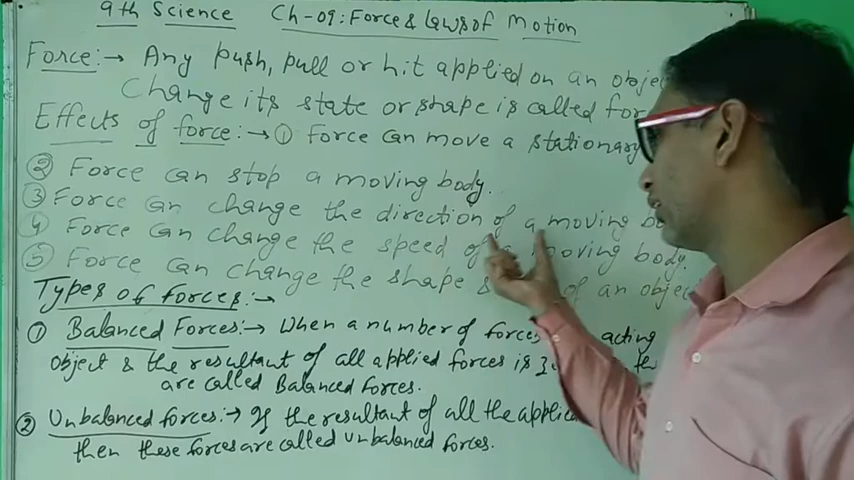 9th Science Ch-09: Force & laws of Motion
Force:→ Any push, pull or hit applied on an obje
Change its state or shape is called for
Effects of force:→ ① Force can move a stationary
② Force can stop a moving body.
③ Force can change the direction of a moving b
④ Force can change the speed of a moving body.
⑤ Force can change the shape & of an objec
Types of forces:→
① Balanced Forces:→ When a number of forces acting
object & the resultant of all applied forces is
are called Balanced forces.
② Unbalanced forces:→ If the resultant of all the applie
then these forces are called unbalanced forces.